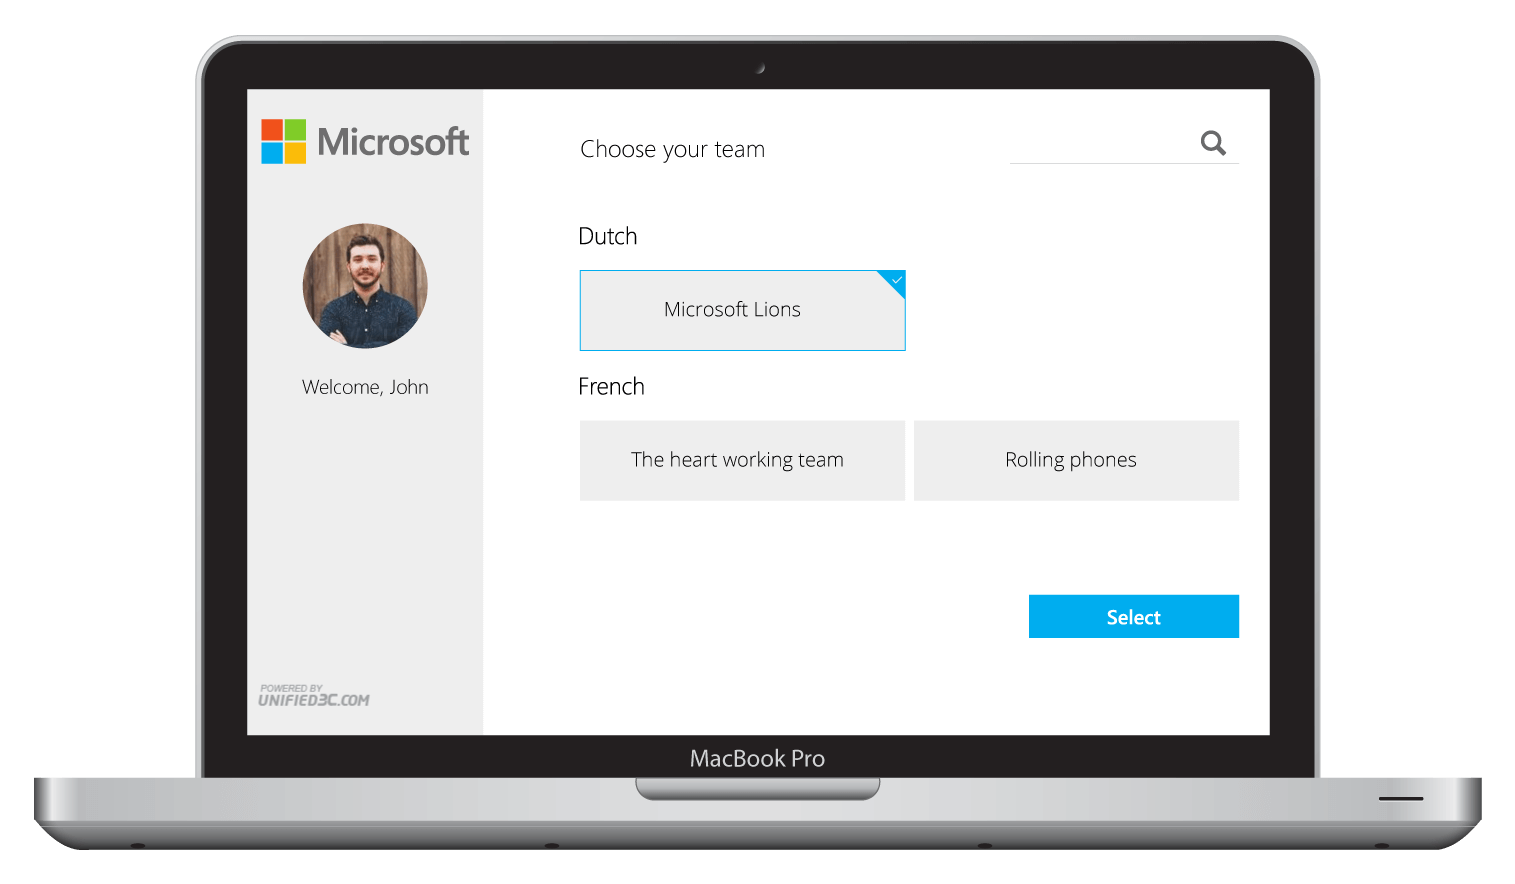 Microsoft
Welcome, John
POWERED BY
UNIFIED3C.COM
Choose your team
Dutch
Microsoft Lions
French
The heart working team
Rolling phones
Select
MacBook Pro